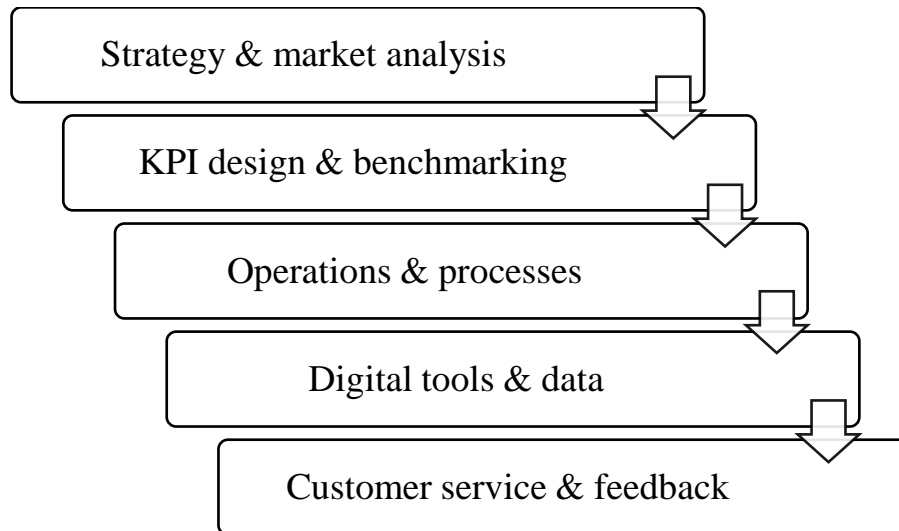 Strategy & market analysis
KPI design & benchmarking
Operations & processes
Digital tools & data
Customer service & feedback